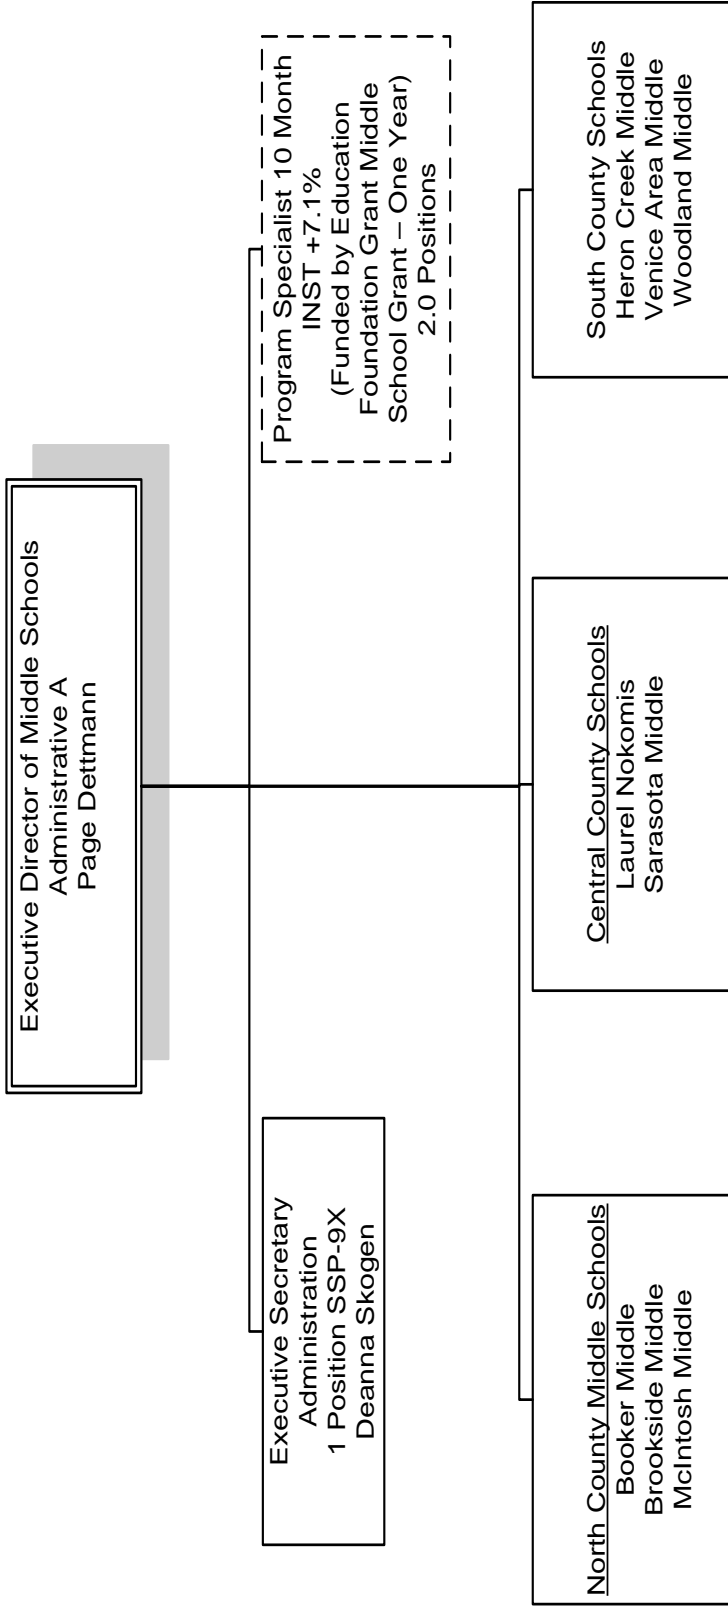 Executive Director of Middle Schools
Administrative A
Page Dettmann
Executive Secretary
Administration
1 Position SSP-9X
Deanna Skogen
Program Specialist 10 Month
INST +7.1%
(Funded by Education
Foundation Grant Middle
School Grant – One Year)
2.0 Positions
North County Middle Schools
Booker Middle
Brookside Middle
McIntosh Middle
Central County Schools
Laurel Nokomis
Sarasota Middle
South County Schools
Heron Creek Middle
Venice Area Middle
Woodland Middle